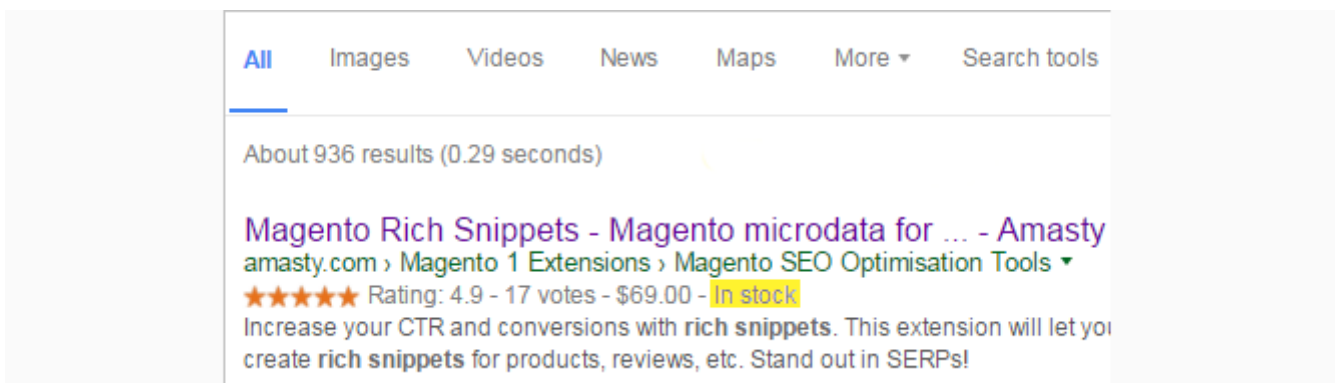 All Images Videos News Maps More Search tools
About 936 results (0.29 seconds)
Magento Rich Snippets - Magento microdata for ... - Amasty
amasty.com › Magento 1 Extensions › Magento SEO Optimisation Tools
Rating: 4.9 - 17 votes - $69.00 - In stock
Increase your CTR and conversions with rich snippets. This extension will let you
create rich snippets for products, reviews, etc. Stand out in SERPs!